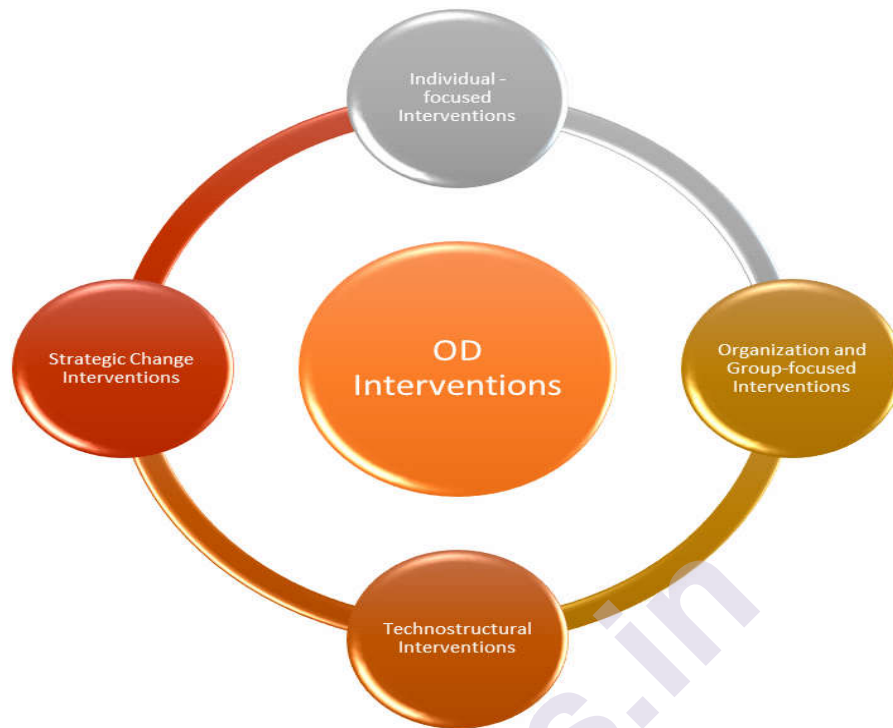 Individual -
focused
Interventions
OD
Interventions
Strategic Change
Interventions
Organization and
Group-focused
Interventions
Technostructural
Interventions